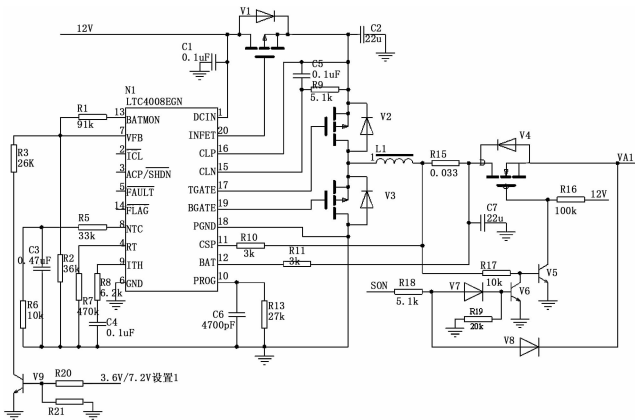 12V
V1
C2
22u
C1
0.1uF
C5
0.1uF
R9
5.1k
N1
LTC4008EGN
R1
91k
13
BATMON
DCIN
1
7
VFB
INFET
20
2
ICL
CLP
16
3
ACP/SHDN
CLN
15
5
FAULT
TGATE
17
14
FLAG
BGATE
19
8
NTC
PGND
18
4
RT
CSP
11
9
ITH
BAT
12
6
GND
PROG
10
R3
26K
R5
33k
C3
0.47uF
R2
36k
R8
6.2k
R7
470k
R6
10k
C4
0.1uF
V2
V3
L1
1
R15
0.033
V4
VA1
R16
100k
12V
C7
22u
R10
3k
R11
3k
R17
10k
V5
C6
4700pF
R13
27k
SON
R18
5.1k
V7
V6
R19
20k
V8
V9
R20
3.6V/7.2V设置1
R21